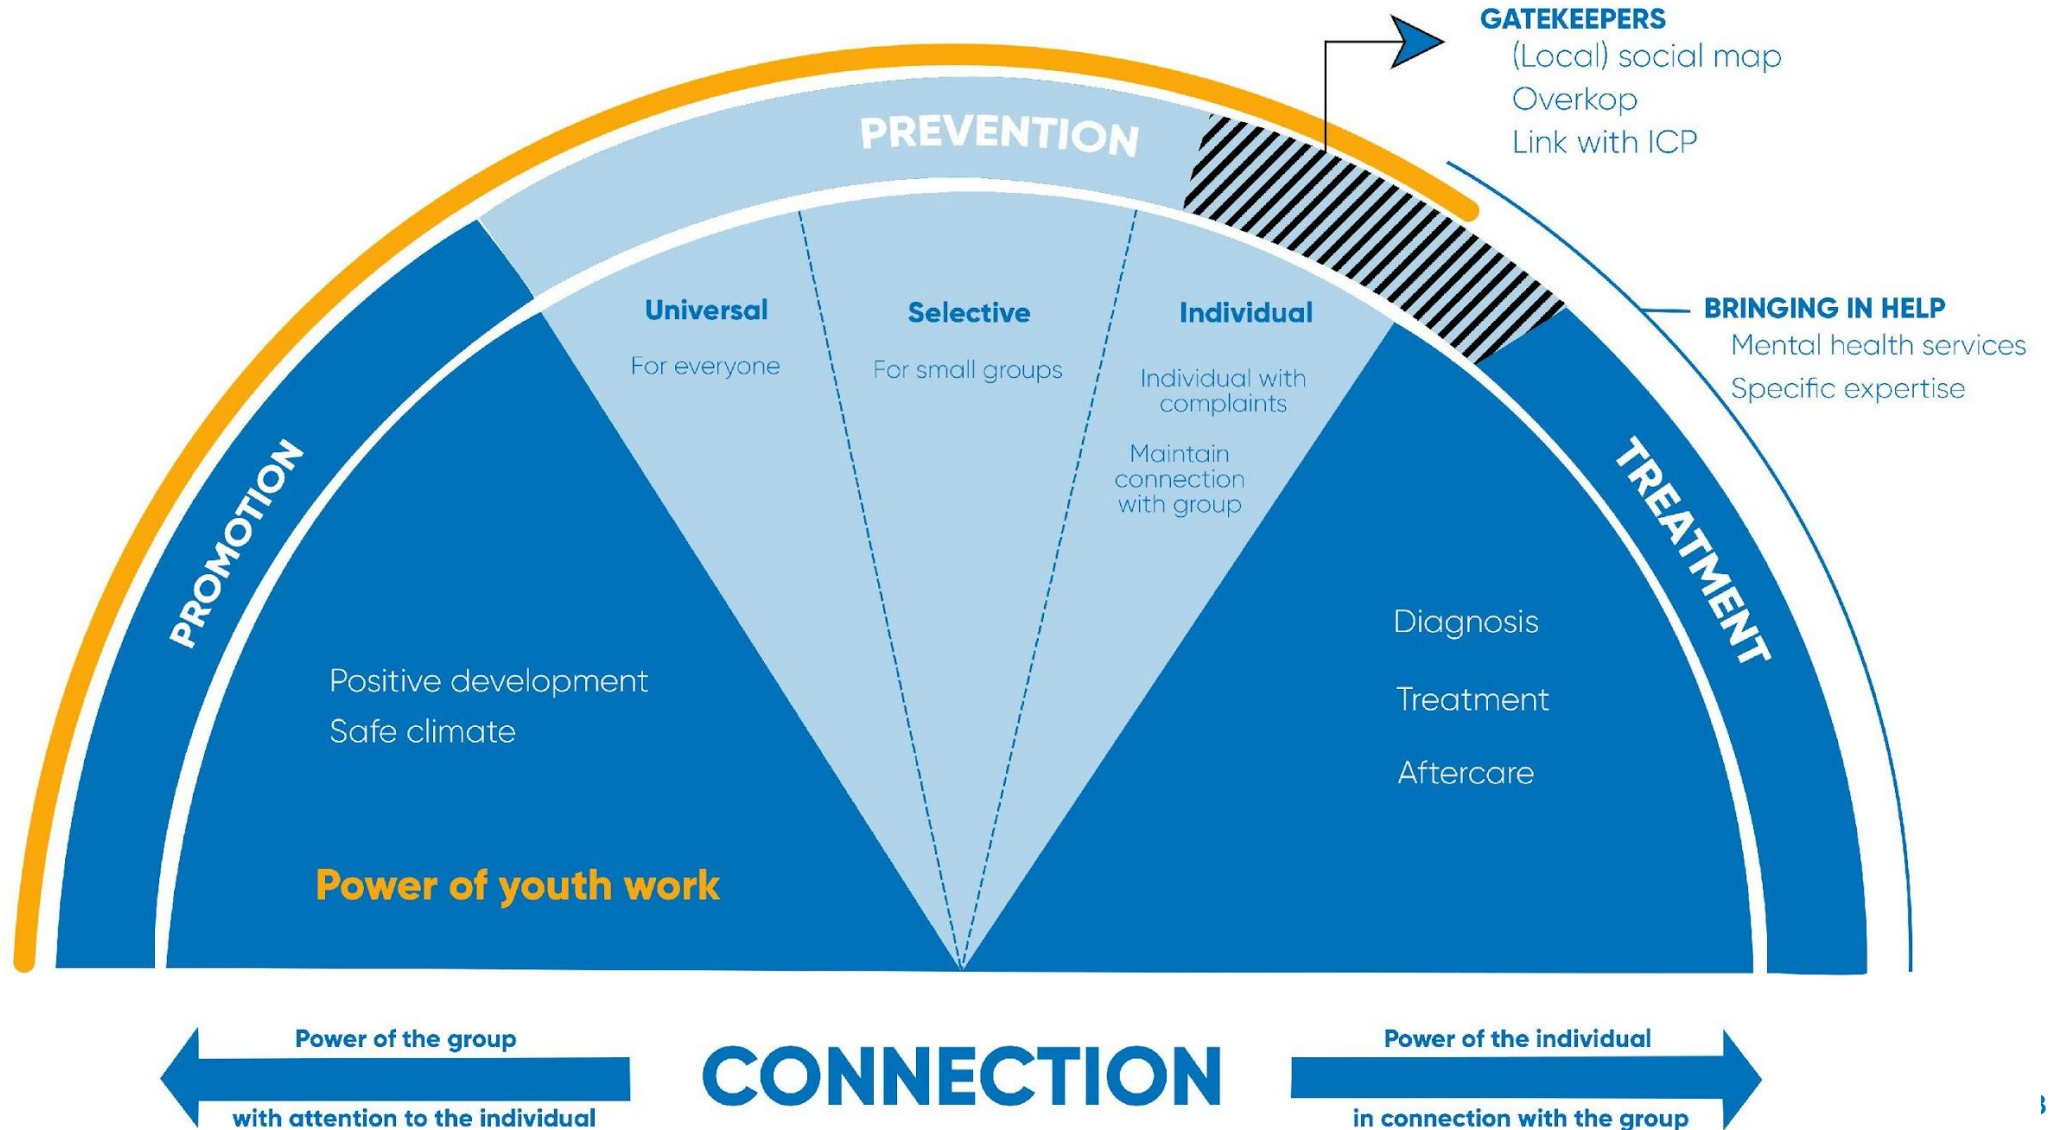 GATEKEEPERS
(Local) social map
Overkop
Link with ICP
PREVENTION
BRINGING IN HELP
Mental health services
Specific expertise
Universal
For everyone
Selective
For small groups
Individual
Individual with
complaints
Maintain
connection
with group
PROMOTION
Positive development
Safe climate
Power of youth work
TREATMENT
Diagnosis
Treatment
Aftercare
Power of the group
with attention to the individual
CONNECTION
Power of the individual
in connection with the group